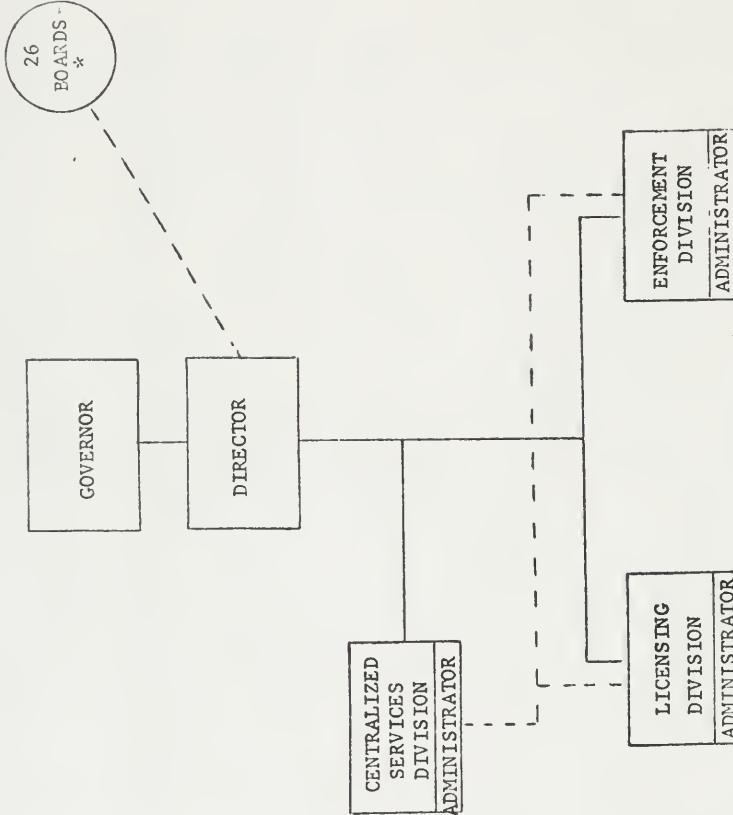 26
BOARDS
*
GOVERNOR
DIRECTOR
CENTRALIZED
SERVICES
DIVISION
ADMINISTRATOR
LICENSING
DIVISION
ADMINISTRATOR
ENFORCEMENT
DIVISION
ADMINISTRATOR